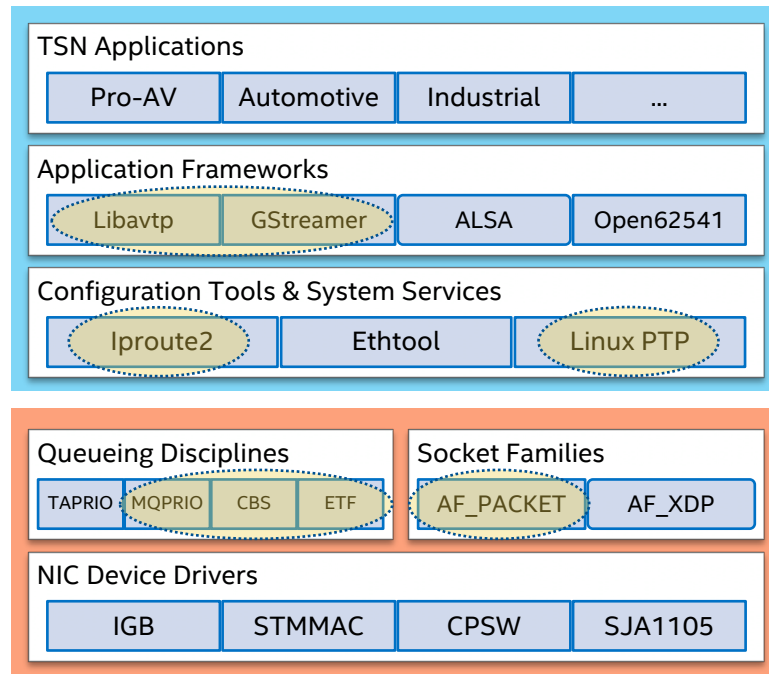 TSN Applications
Pro-AV Automotive Industrial ...
Application Frameworks
Libavtp GStreamer ALSA Open62541
Configuration Tools & System Services
Iproute2 Ethtool Linux PTP
Queueing Disciplines
TAPRIO MQPRIO CBS ETF
Socket Families
AF_PACKET AF_XDP
NIC Device Drivers
IGB STMMAC CPSW SJA1105